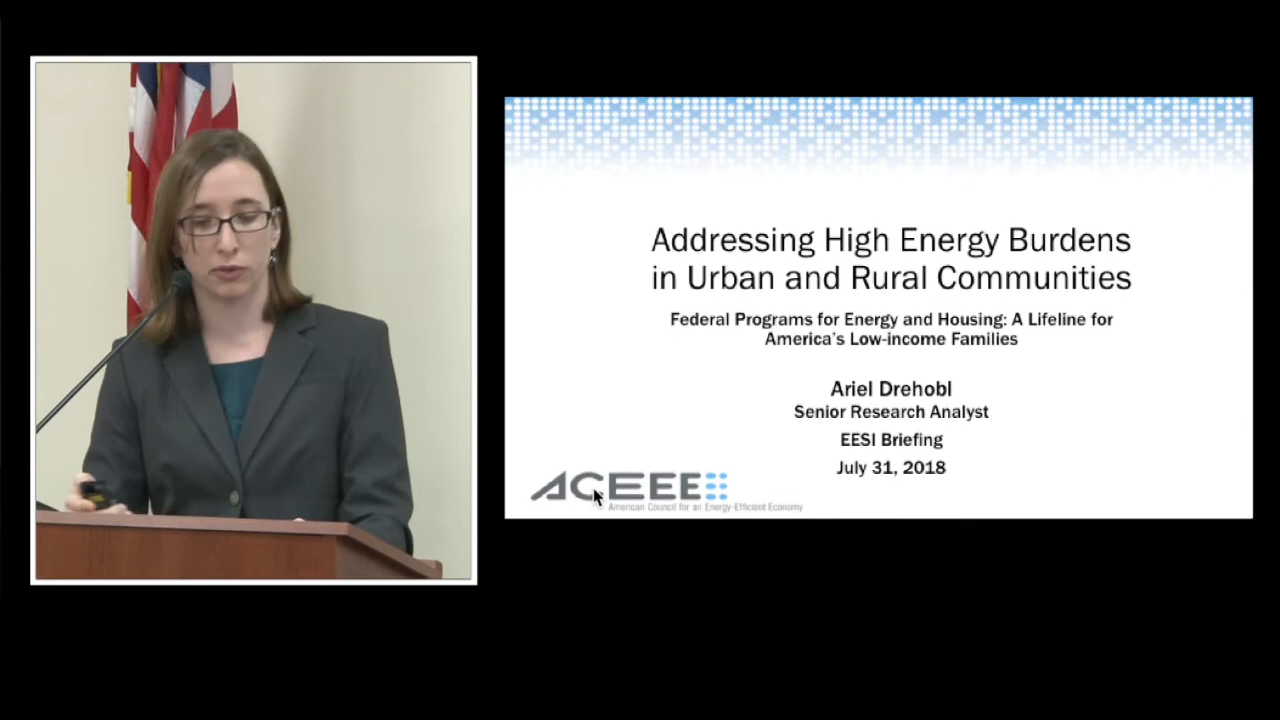 Addressing High Energy Burdens
in Urban and Rural Communities
Federal Programs for Energy and Housing: A Lifeline for
America's Low-income Families
Ariel Drehobl
Senior Research Analyst
EESI Briefing
July 31, 2018
ACEEE
American Council for an Energy-Efficient Economy